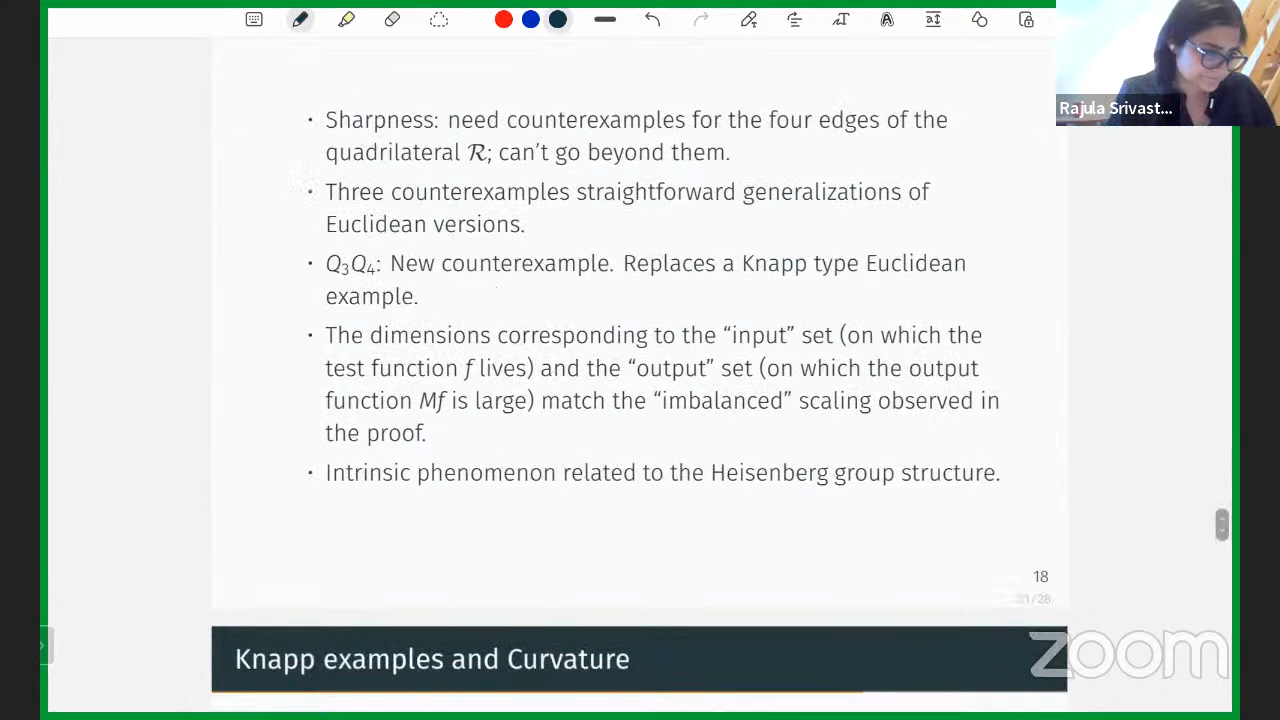 Rajula Srivast...
• Sharpness: need counterexamples for the four edges of the
quadrilateral R; can't go beyond them.
• Three counterexamples straightforward generalizations of
Euclidean versions.
• Q₃Q₄: New counterexample. Replaces a Knapp type Euclidean
example.
• The dimensions corresponding to the “input” set (on which the
test function f lives) and the “output” set (on which the output
function Mf is large) match the “imbalanced” scaling observed in
the proof.
• Intrinsic phenomenon related to the Heisenberg group structure.
18
21/28
zoom
Knapp examples and Curvature